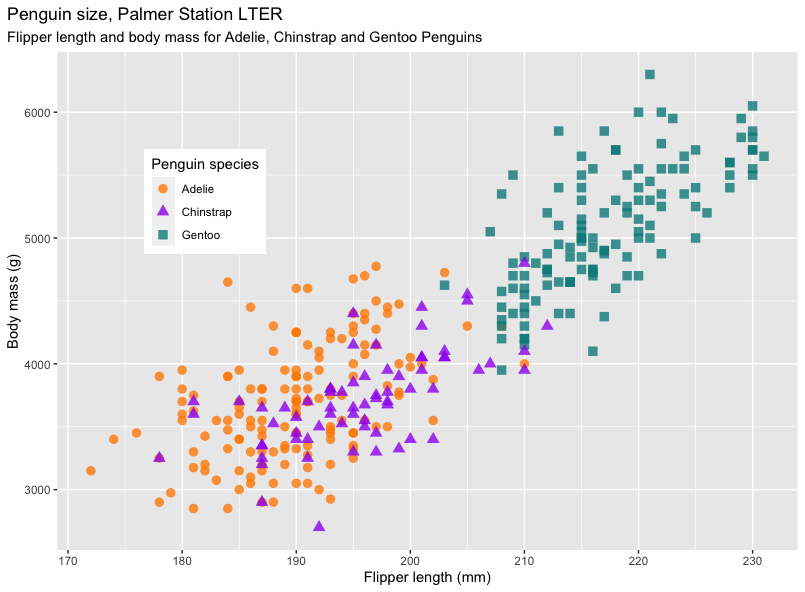 Penguin size, Palmer Station LTER
Flipper length and body mass for Adelie, Chinstrap and Gentoo Penguins
6000
5000
4000
3000
Body mass (g)
Penguin species
Adelie
Chinstrap
Gentoo
170 180 190 200 210 220 230
Flipper length (mm)